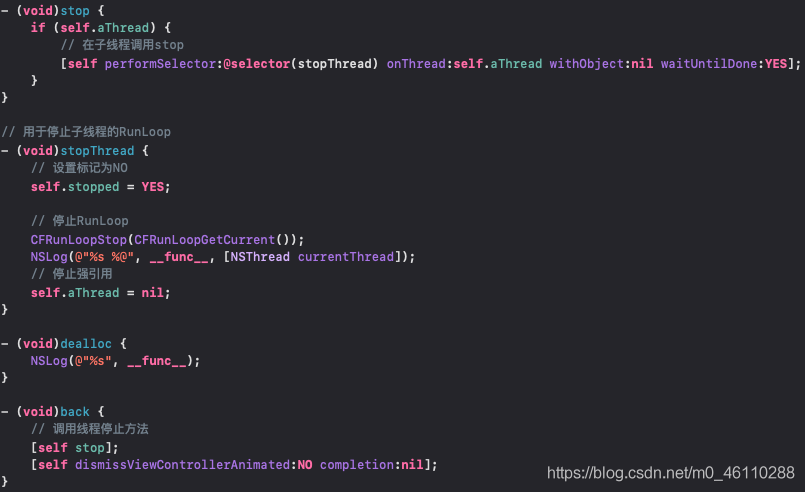 - (void)stop {
    if (self.aThread) {
        // 在子线程调用stop
        [self performSelector:@selector(stopThread) onThread:self.aThread withObject:nil waitUntilDone:YES];
    }
}

// 用于停止子线程的RunLoop
- (void)stopThread {
    // 设置标记为NO
    self.stopped = YES;

    // 停止RunLoop
    CFRunLoopStop(CFRunLoopGetCurrent());
    NSLog(@"%s %@", __func__, [NSThread currentThread]);
    // 停止强引用
    self.aThread = nil;
}

- (void)dealloc {
    NSLog(@"%s", __func__);
}

- (void)back {
    // 调用线程停止方法
    [self stop];
    [self dismissViewControllerAnimated:NO completion:nil];
}
https://blog.csdn.net/m0_46110288